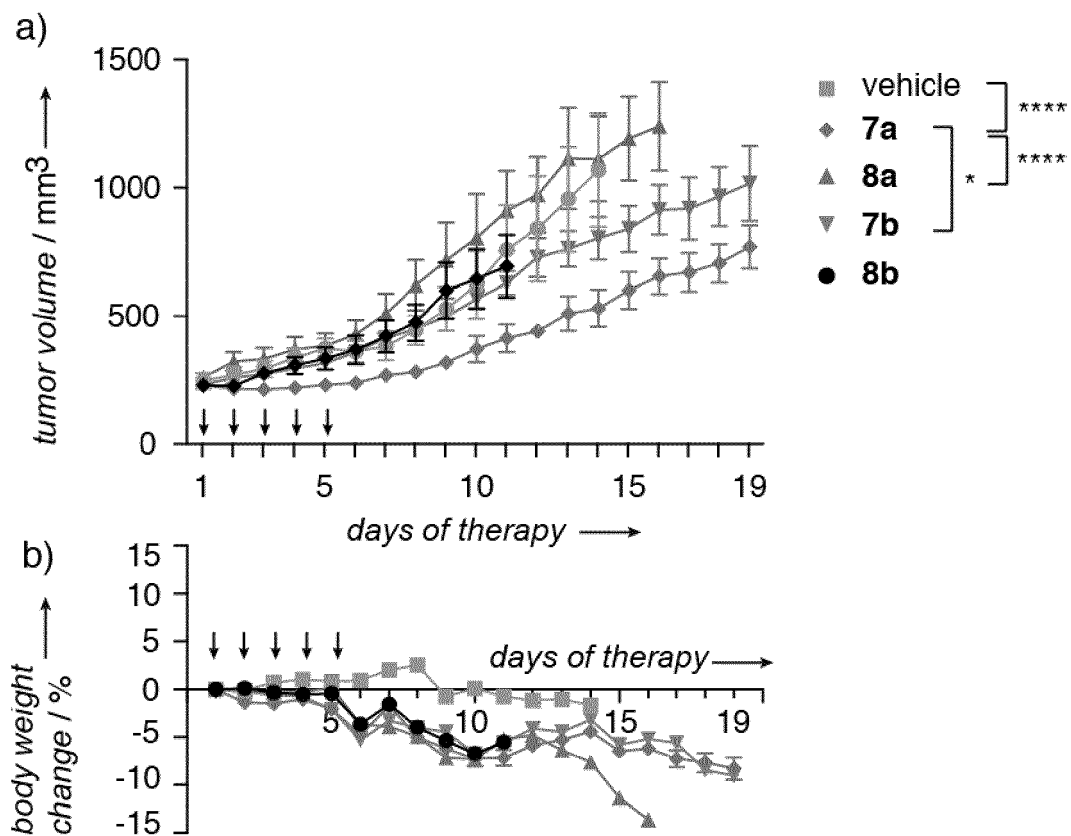 a)
tumor volume / mm3
1500
1000
500
0
1 5 10 15 19
days of therapy
vehicle
7a
8a
7b
8b
****
****
*
b)
body weight
change / %
15
10
5
0
-5
-10
-15
days of therapy
5 10 15 19